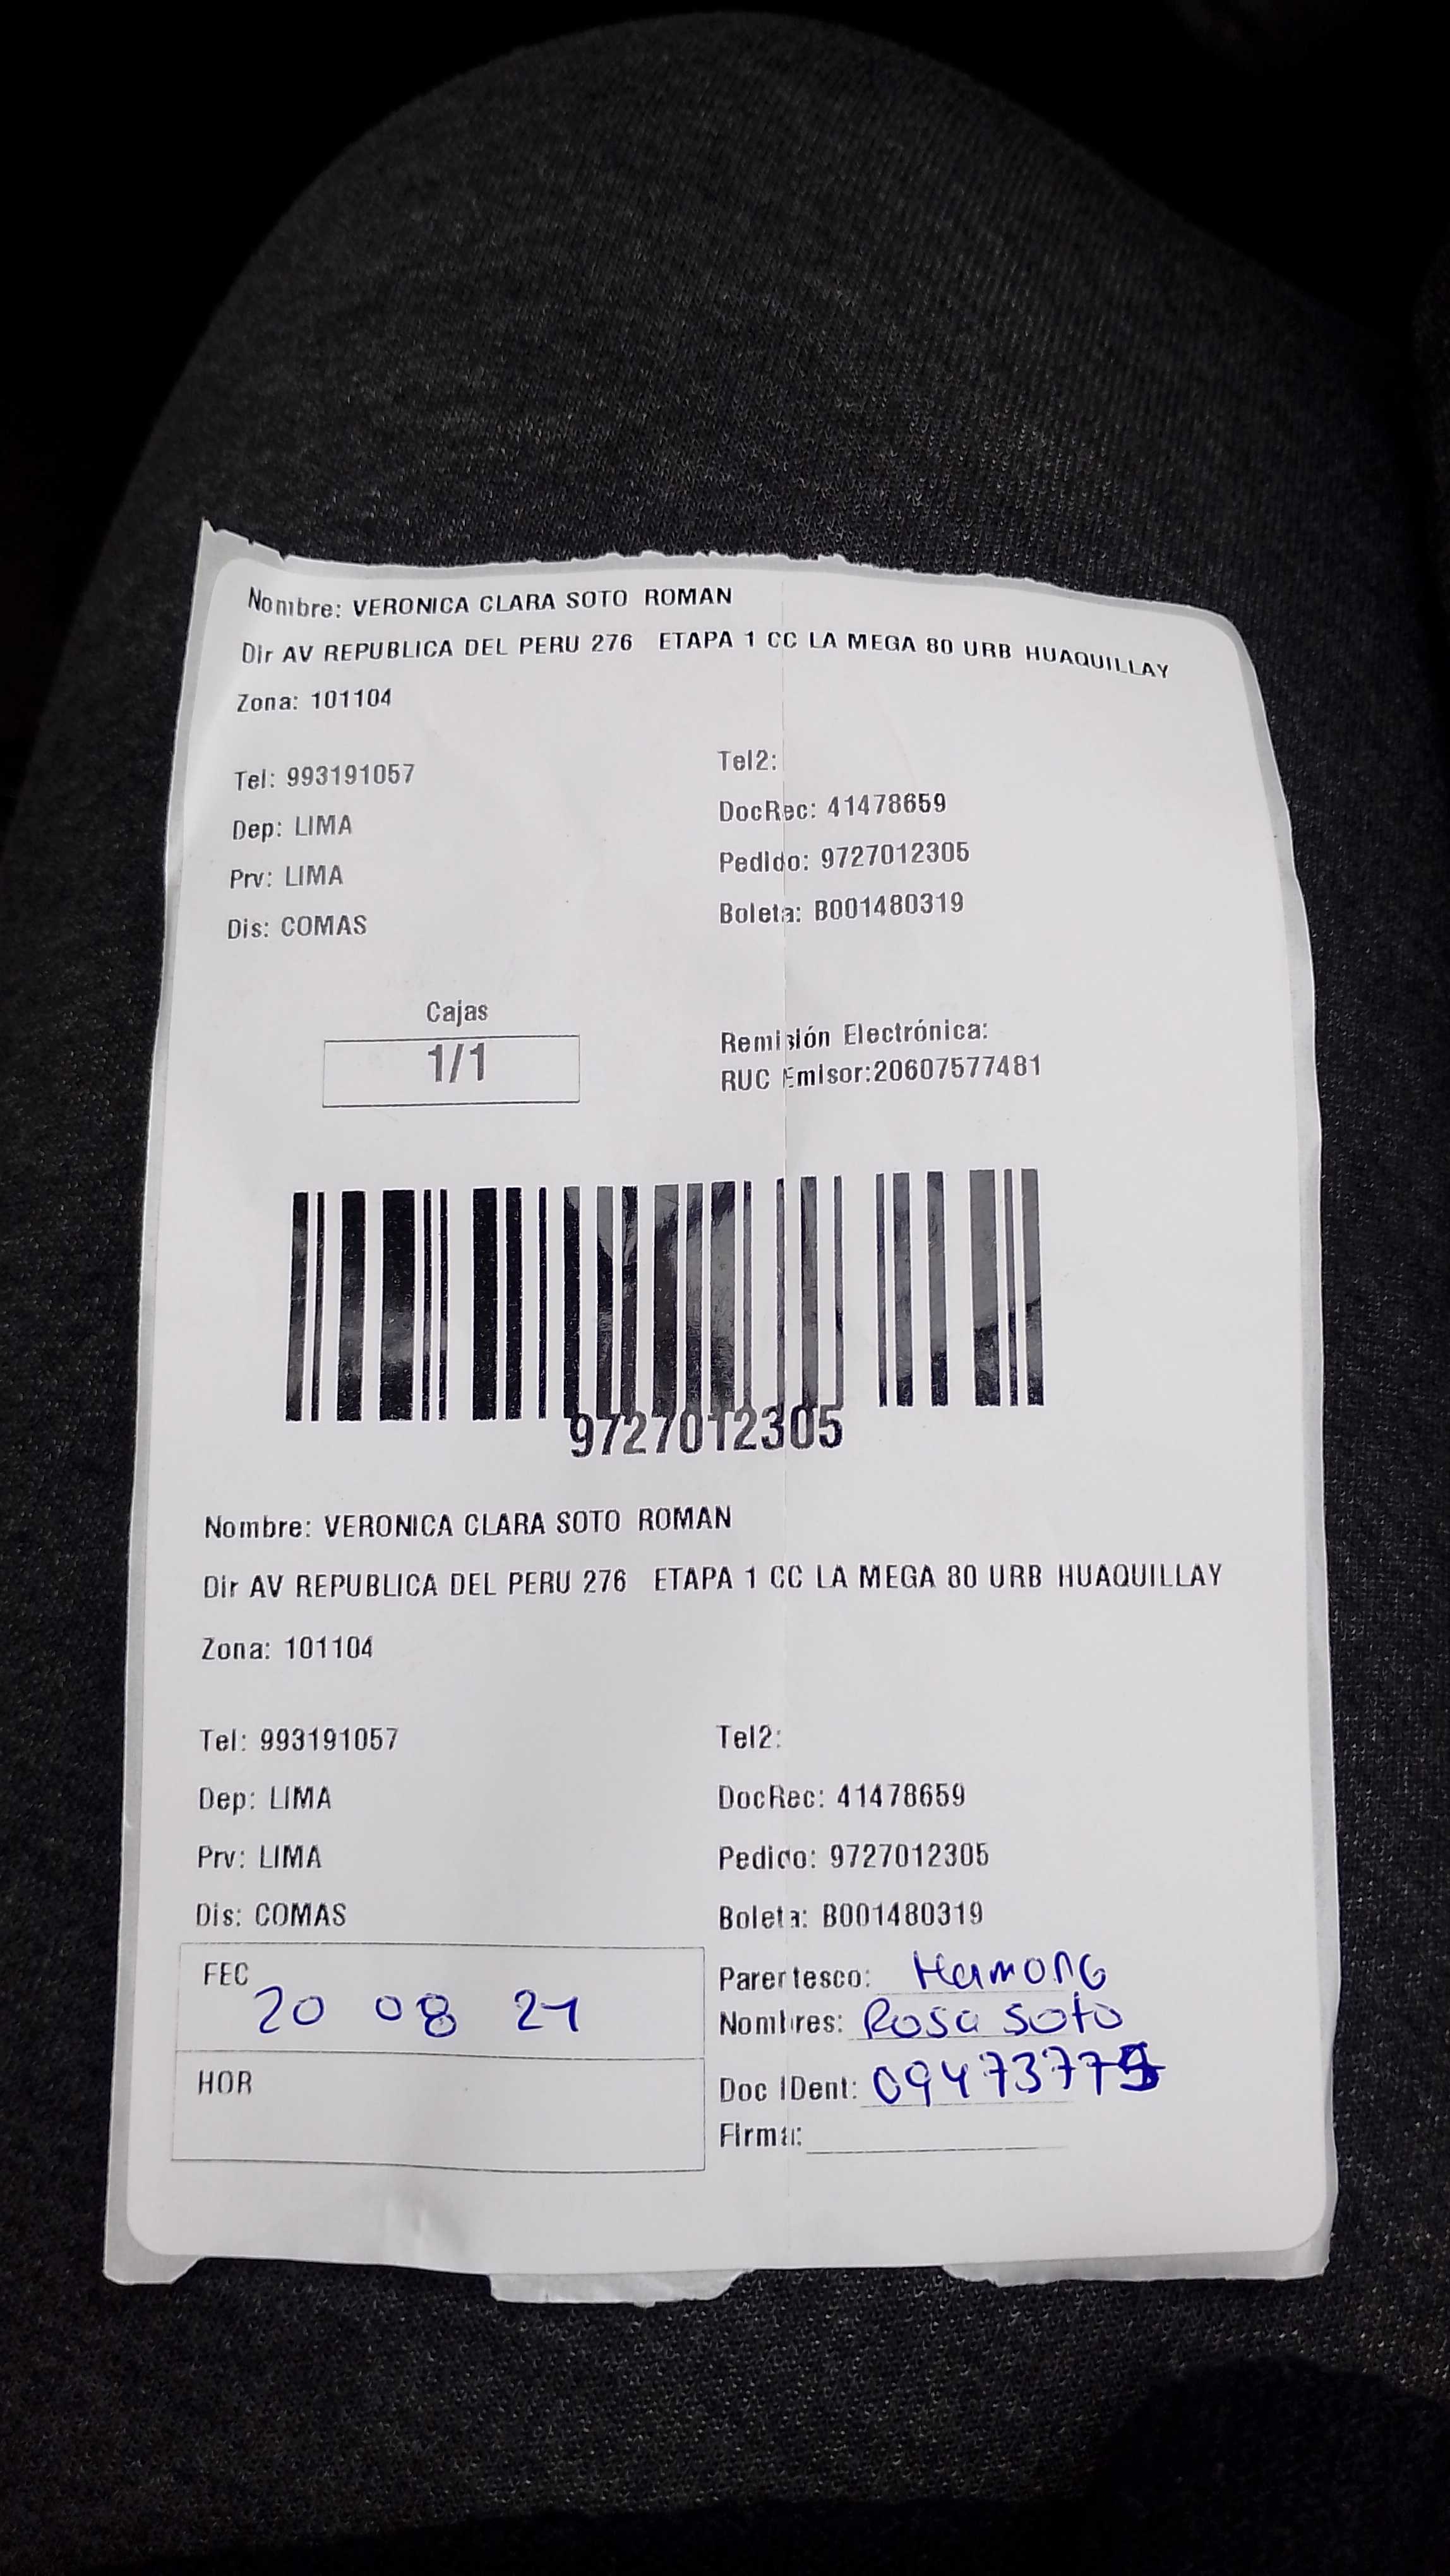 Nombre: VERONICA CLARA SOTO ROMAN
Dir AV REPUBLICA DEL PERU 276 ETAPA 1 CC LA MEGA 80 URB HUAQUILLAY
Zona: 101104
Tel: 993191057
Tel2:
Dep: LIMA
DocRec: 41478659
Prv: LIMA
Pedido: 9727012305
Dis: COMAS
Boleta: B001480319
Cajas
1/1
Remisión Electrónica:
RUC Emisor:20607577481
9727012305
Nombre: VERONICA CLARA SOTO ROMAN
Dir AV REPUBLICA DEL PERU 276 ETAPA 1 CC LA MEGA 80 URB HUAQUILLAY
Zona: 101104
Tel: 993191057
Tel2:
Dep: LIMA
DocRec: 41478659
Prv: LIMA
Pedido: 9727012305
Dis: COMAS
Boleta: B001480319
FEC
20 08 21
HOR
Parentesco:
Nombres: Rosa Soto
Doc IDent:
Firma: